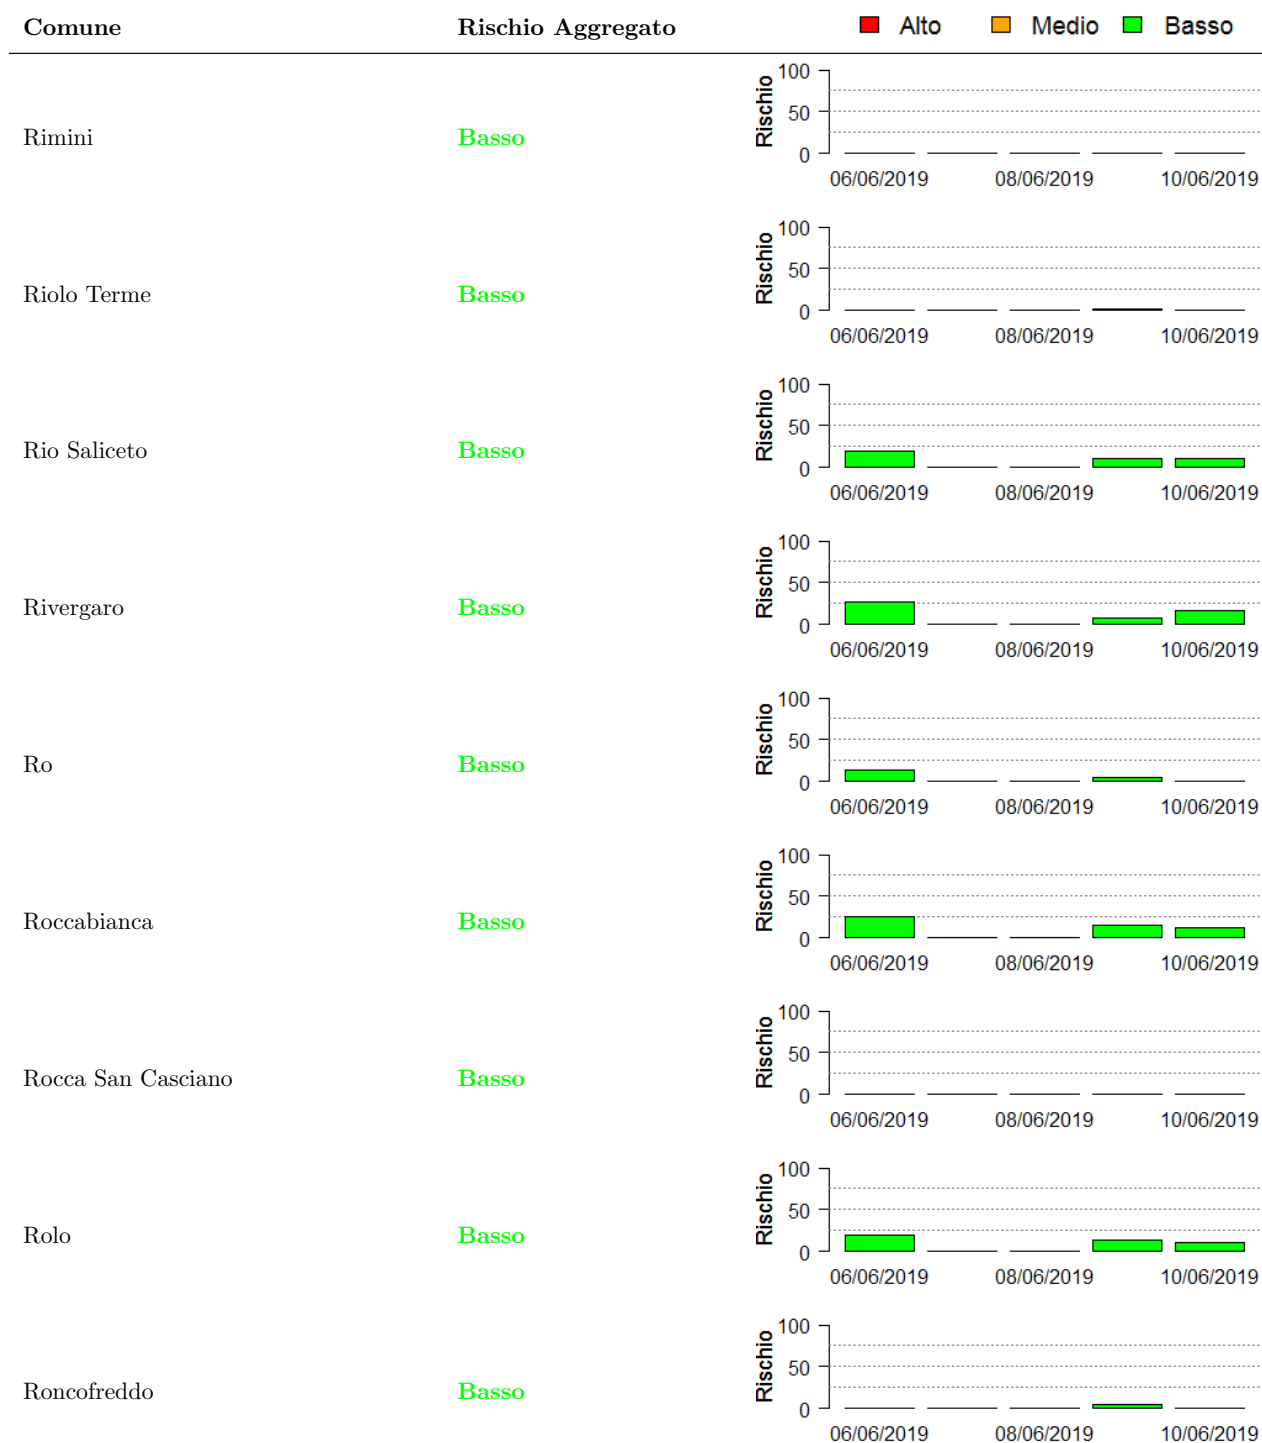 Comune Rischio Aggregato Alto Medio Basso
Rimini Basso Rischio 100 50 0
06/06/2019 08/06/2019 10/06/2019
Riolo Terme Basso Rischio 100 50 0
06/06/2019 08/06/2019 10/06/2019
Rio Saliceto Basso Rischio 100 50 0
06/06/2019 08/06/2019 10/06/2019
Rivergaro Basso Rischio 100 50 0
06/06/2019 08/06/2019 10/06/2019
Ro Basso Rischio 100 50 0
06/06/2019 08/06/2019 10/06/2019
Roccabianca Basso Rischio 100 50 0
06/06/2019 08/06/2019 10/06/2019
Rocca San Casciano Basso Rischio 100 50 0
06/06/2019 08/06/2019 10/06/2019
Rolo Basso Rischio 100 50 0
06/06/2019 08/06/2019 10/06/2019
Roncofreddo Basso Rischio 100 50 0
06/06/2019 08/06/2019 10/06/2019